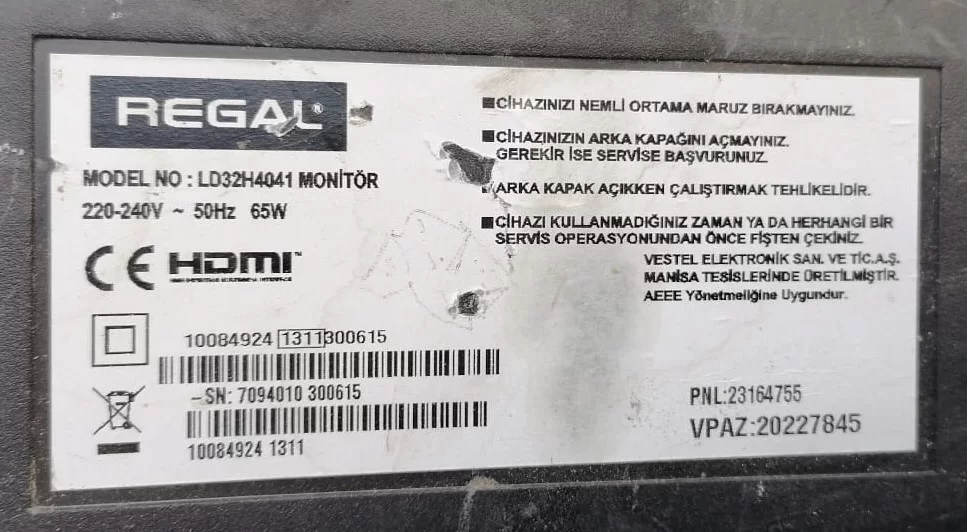 REGAL®
MODEL NO : LD32H4041 MONİTÖR
220-240V ~ 50Hz 65W
CE HDMI™
10084924 1311300615
–SN: 7094010 300615
10084924 1311
■CİHAZINIZI NEMLİ ORTAMA MARUZ BIRAKMAYINIZ.
■CİHAZINIZIN ARKA KAPAĞINI AÇMAYINIZ.
GEREKİR İSE SERVİSE BAŞVURUNUZ.
ARKA KAPAK AÇIKKEN ÇALIŞTIRMAK TEHLİKELİDİR.
■CİHAZI KULLANMADIĞINIZ ZAMAN YA DA HERHANGİ BİR
SERVİS OPERASYONUNDAN ÖNCE FİŞTEN ÇEKİNİZ.
VESTEL ELEKTRONİK SAN. VE TİC.A.Ş.
MANİSA TESİSLERİNDE ÜRETİLMİŞTİR.
AEEE Yönetmeliğine Uygundur.
PNL:23164755
VPAZ:20227845